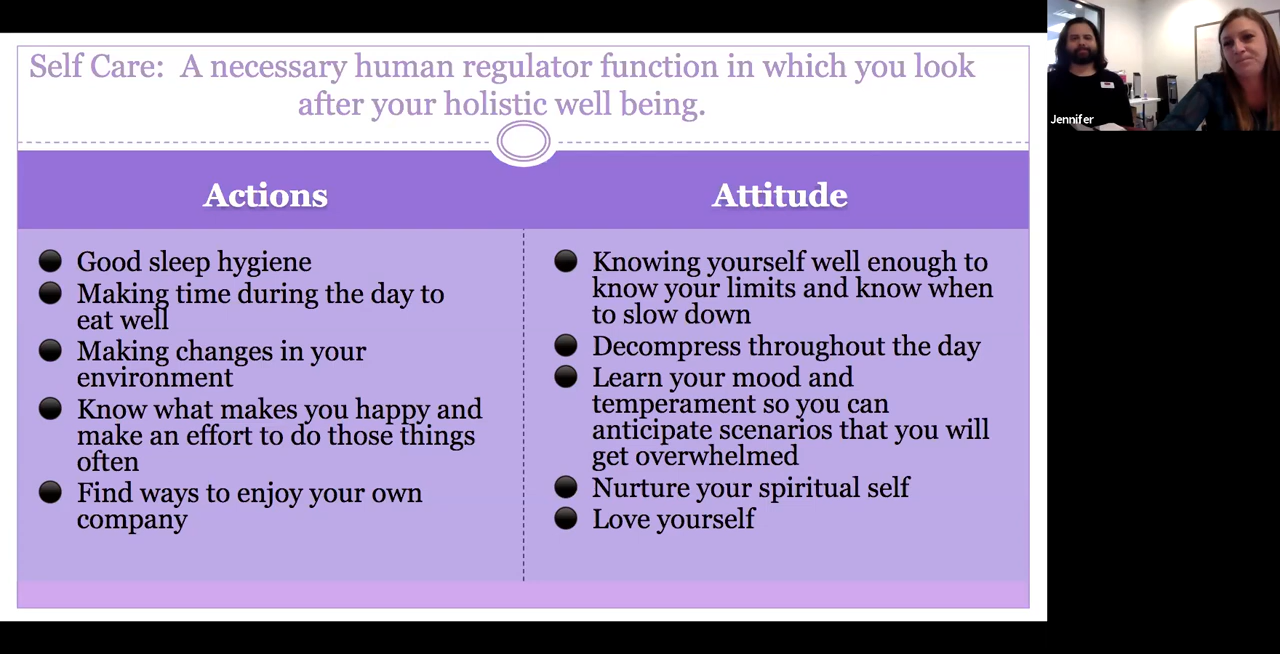 Self Care:  A necessary human regulator function in which you look
after your holistic well being.
Actions
Good sleep hygiene
Making time during the day to
eat well
Making changes in your
environment
Know what makes you happy and
make an effort to do those things
often
Find ways to enjoy your own
company
Attitude
Knowing yourself well enough to
know your limits and know when
to slow down
Decompress throughout the day
Learn your mood and
temperament so you can
anticipate scenarios that you will
get overwhelmed
Nurture your spiritual self
Love yourself
Jennifer